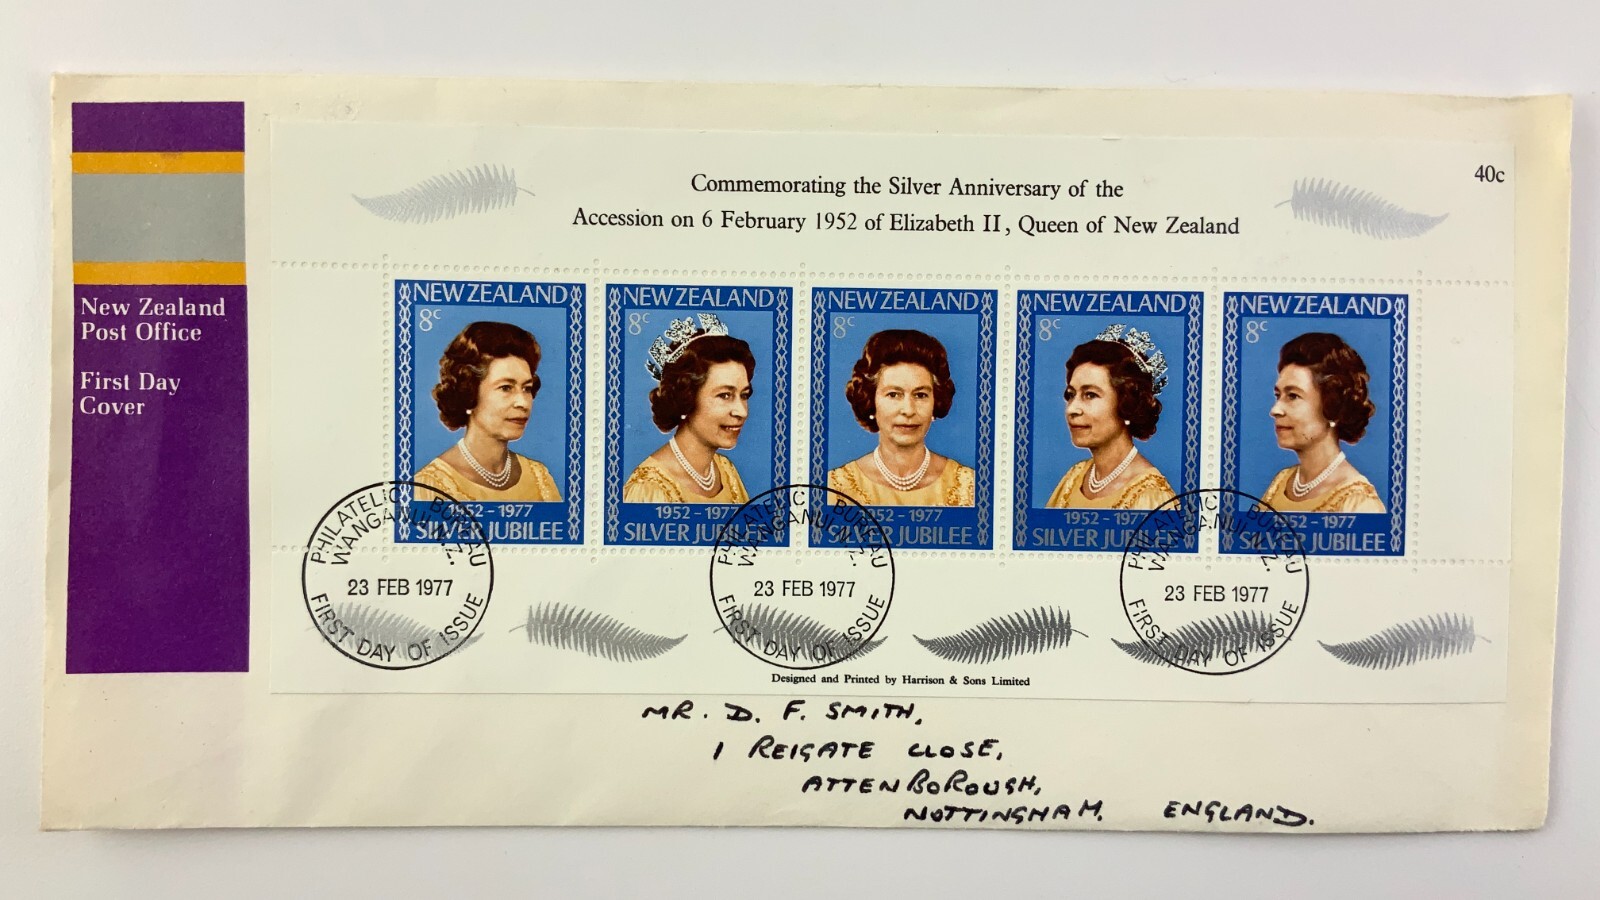 New Zealand
Post Office
First Day
Cover
40c
Commemorating the Silver Anniversary of the
Accession on 6 February 1952 of Elizabeth II, Queen of New Zealand
NEW ZEALAND
8c
1952 - 1977
SILVER JUBILEE
NEW ZEALAND
8c
1952 - 1977
SILVER JUBILEE
NEW ZEALAND
8c
1952 - 1977
SILVER JUBILEE
NEW ZEALAND
8c
1952 - 1977
SILVER JUBILEE
NEW ZEALAND
8c
1952 - 1977
SILVER JUBILEE
PHILATELIC BUREAU
WANGANUI N.Z.
23 FEB 1977
FIRST DAY OF ISSUE
PHILATELIC BUREAU
WANGANUI N.Z.
23 FEB 1977
FIRST DAY OF ISSUE
PHILATELIC BUREAU
WANGANUI N.Z.
23 FEB 1977
FIRST DAY OF ISSUE
Designed and Printed by Harrison & Sons Limited
MR. D. F. SMITH,
1 REIGATE CLOSE,
ATTENBOROUGH,
NOTTINGHAM. ENGLAND.